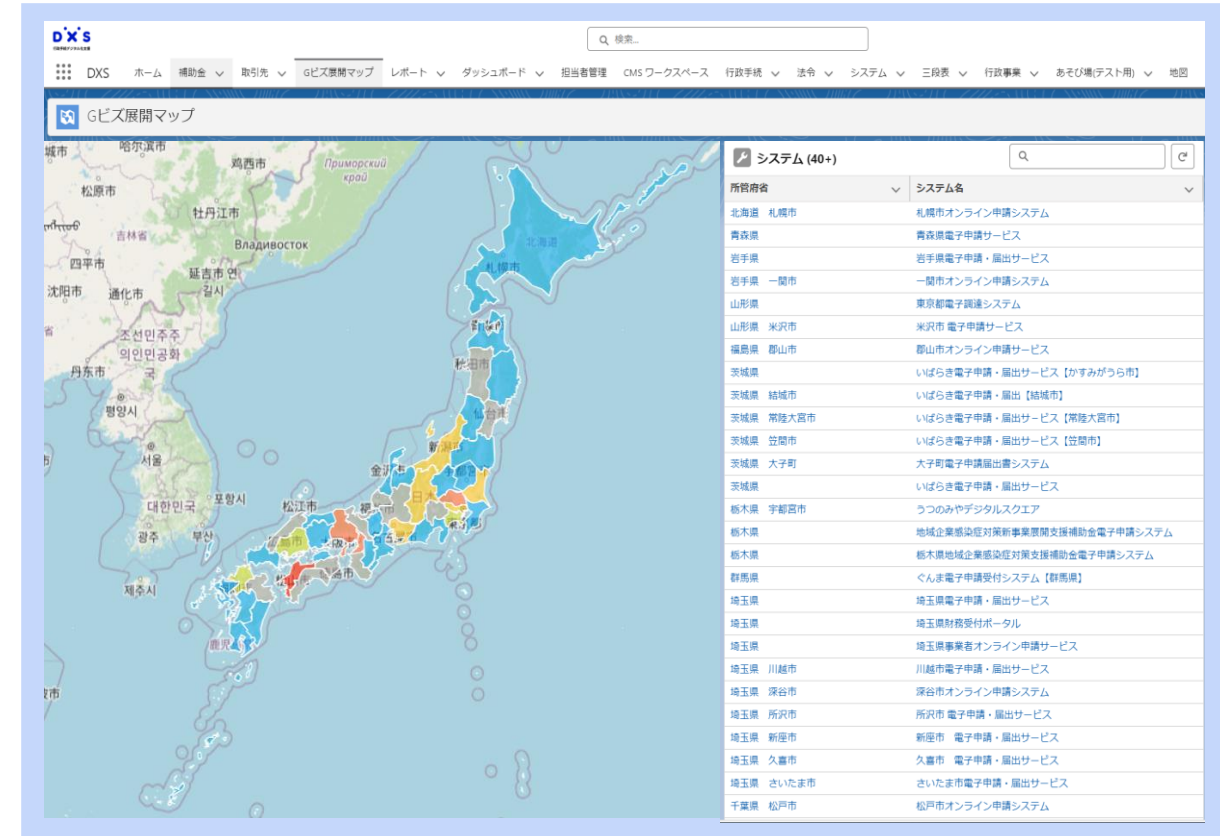 DXS
検索...
DXS ホーム 補助金 取引先 Gビズ展開マップ レポート ダッシュボード 担当者管理 CMS ワークスペース 行政手続 法令 システム 三段表 行政事業 あそび場(テスト用) 地図
Gビズ展開マップ
哈尔滨市
鸡西市
Приморский
край
松原市
牡丹江市
吉林省
Владивосток
四平市
延吉市 연
길시
沈阳市
通化市
조선민주주
의인민공화
국
丹东市
평양시
서울
대한민국
포항시
광주
부산
제주시
北海道
札幌市
秋田市
仙台市
新潟市
金沢市
日本
松江市
システム (40+)
所管府省 システム名
北海道 札幌市 札幌市オンライン申請システム
青森県 青森県電子申請サービス
岩手県 岩手県電子申請・届出サービス
岩手県 一関市 一関市オンライン申請システム
山形県 東京都電子調達システム
山形県 米沢市 米沢市 電子申請サービス
福島県 郡山市 郡山市オンライン申請サービス
茨城県 いばらき電子申請・届出サービス【かすみがうら市】
茨城県 結城市 いばらき電子申請・届出【結城市】
茨城県 常陸大宮市 いばらき電子申請・届出サービス【常陸大宮市】
茨城県 笠間市 いばらき電子申請・届出サービス【笠間市】
茨城県 大子町 大子町電子申請届出書システム
茨城県 いばらき電子申請・届出サービス
栃木県 宇都宮市 うつのみやデジタルスクエア
栃木県 地域企業感染症対策新事業展開支援補助金電子申請システム
栃木県 栃木県地域企業感染症対策支援補助金電子申請システム
群馬県 ぐんま電子申請受付システム【群馬県】
埼玉県 埼玉県電子申請・届出サービス
埼玉県 埼玉県財務受付ポータル
埼玉県 埼玉県事業者オンライン申請サービス
埼玉県 川越市 川越市電子申請・届出サービス
埼玉県 深谷市 深谷市オンライン申請システム
埼玉県 所沢市 所沢市 電子申請・届出サービス
埼玉県 新座市 新座市 電子申請・届出サービス
埼玉県 久喜市 久喜市 電子申請・届出サービス
埼玉県 さいたま市 さいたま市電子申請・届出サービス
千葉県 松戸市 松戸市オンライン申請システム